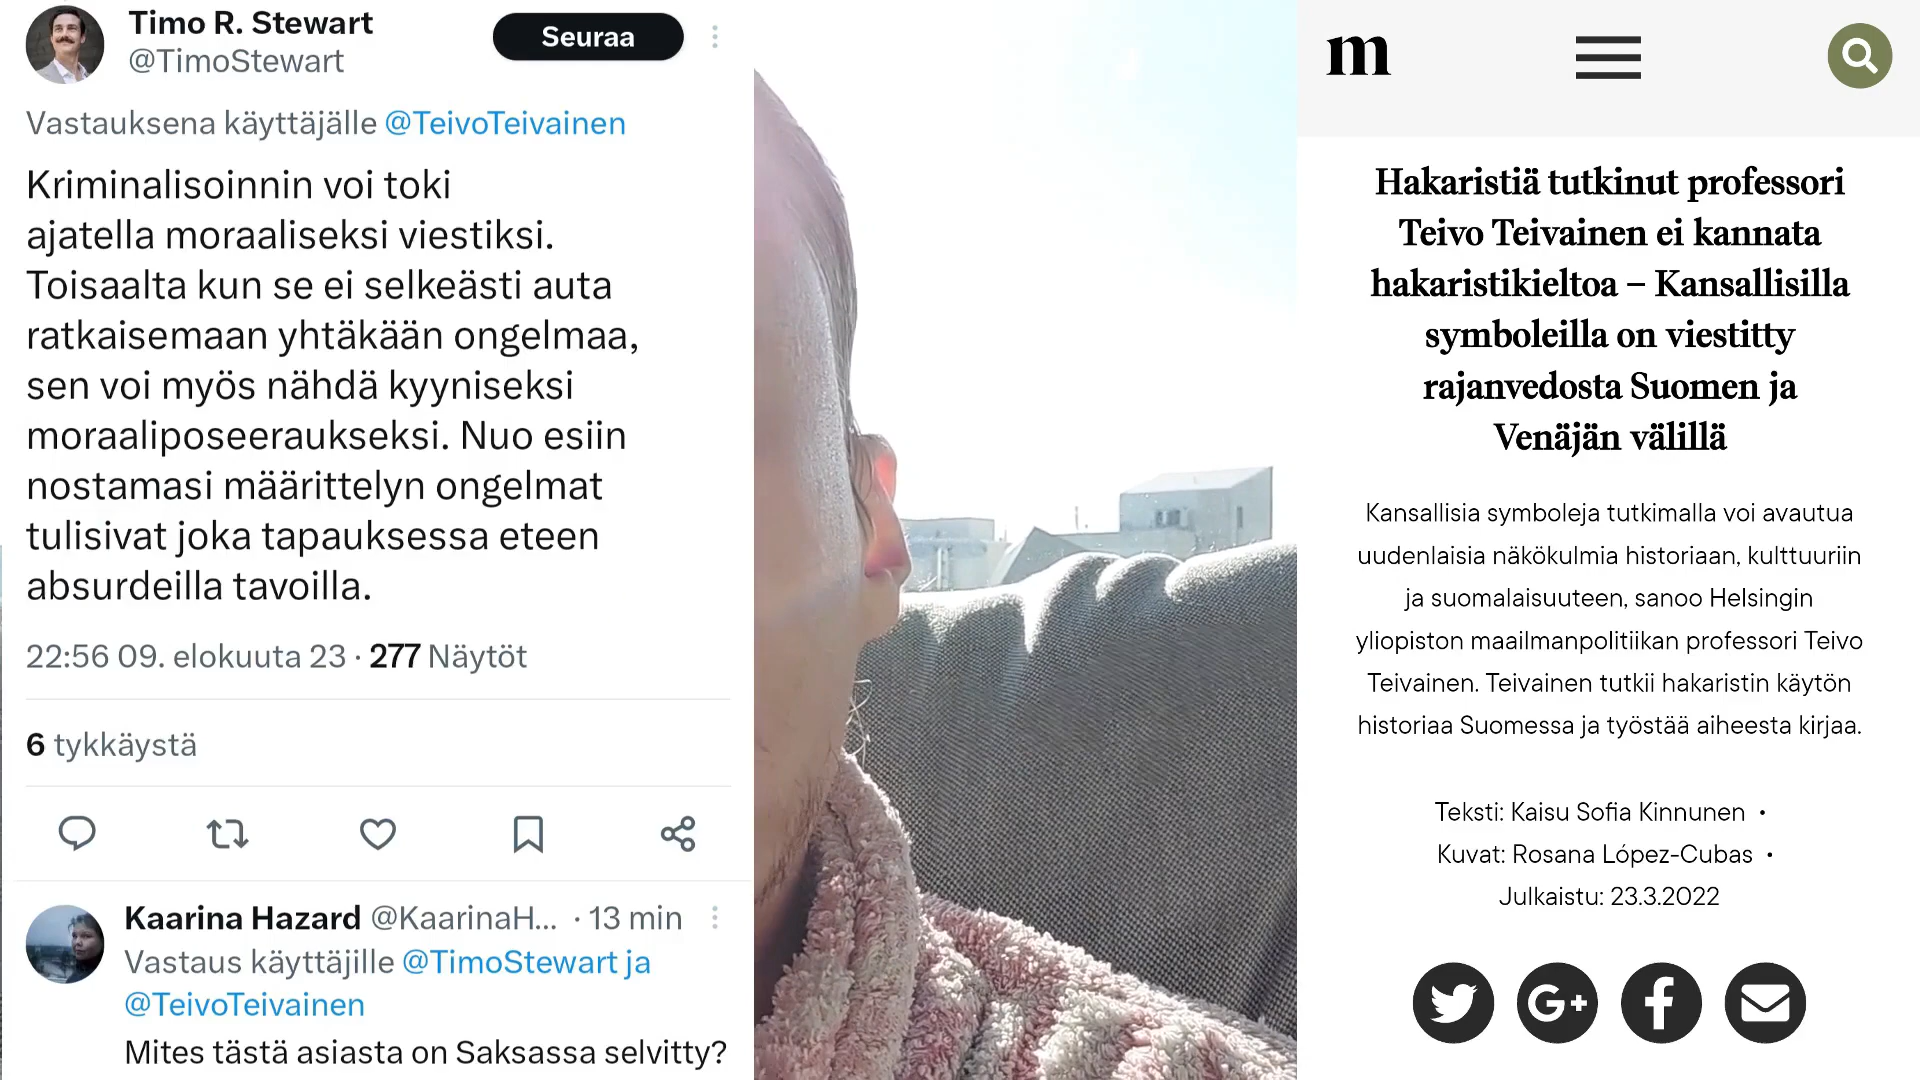 Timo R. Stewart
@TimoStewart
Seuraa
Vastauksena käyttäjälle @TeivoTeivainen
Kriminalisoinnin voi toki
ajatella moraaliseksi viestiksi.
Toisaalta kun se ei selkeästi auta
ratkaisemaan yhtäkään ongelmaa,
sen voi myös nähdä kyyniseksi
moraaliposeeraukseksi. Nuo esiin
nostamasi määrittelyn ongelmat
tulisivat joka tapauksessa eteen
absurdeilla tavoilla.
22:56 09. elokuuta 23 · 277 Näytöt
6 tykkäystä
Kaarina Hazard @KaarinaH... · 13 min
Vastaus käyttäjille @TimoStewart ja
@TeivoTeivainen
Mites tästä asiasta on Saksassa selvitty?
m
Hakaristiä tutkinut professori
Teivo Teivainen ei kannata
hakaristikieltoa – Kansallisilla
symboleilla on viestitty
rajanvedosta Suomen ja
Venäjän välillä
Kansallisia symboleja tutkimalla voi avautua
uudenlaisia näkökulmia historiaan, kulttuuriin
ja suomalaisuuteen, sanoo Helsingin
yliopiston maailmanpolitiikan professori Teivo
Teivainen. Teivainen tutkii hakaristin käytön
historiaa Suomessa ja työstää aiheesta kirjaa.
Teksti: Kaisu Sofia Kinnunen •
Kuvat: Rosana López-Cubas •
Julkaistu: 23.3.2022
G+